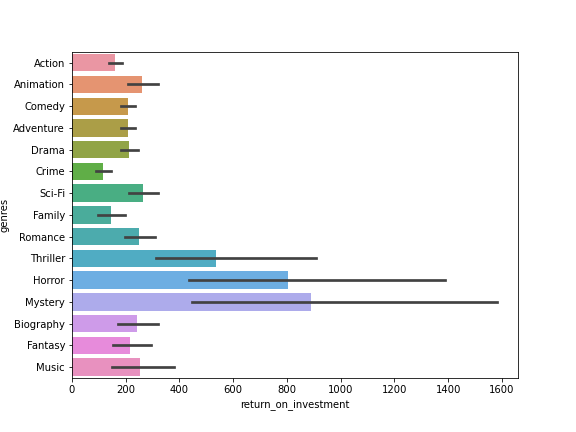 Action
Animation
Comedy
Adventure
Drama
Crime
Sci-Fi
Family
Romance
Thriller
Horror
Mystery
Biography
Fantasy
Music
genres
0 200 400 600 800 1000 1200 1400 1600
return_on_investment